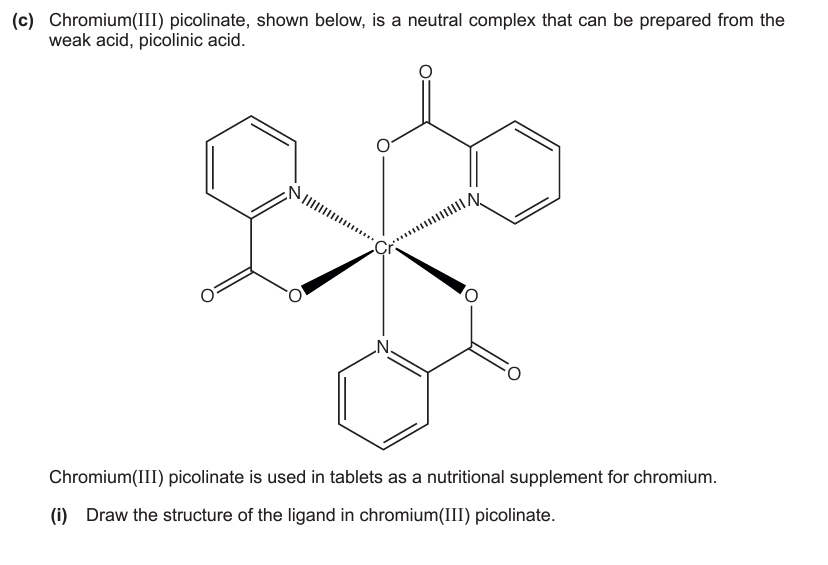 (c) Chromium(III) picolinate, shown below, is a neutral complex that can be prepared from the
weak acid, picolinic acid.
O
O
N
N
Cr
O
O
O
N
O
Chromium(III) picolinate is used in tablets as a nutritional supplement for chromium.
(i) Draw the structure of the ligand in chromium(III) picolinate.